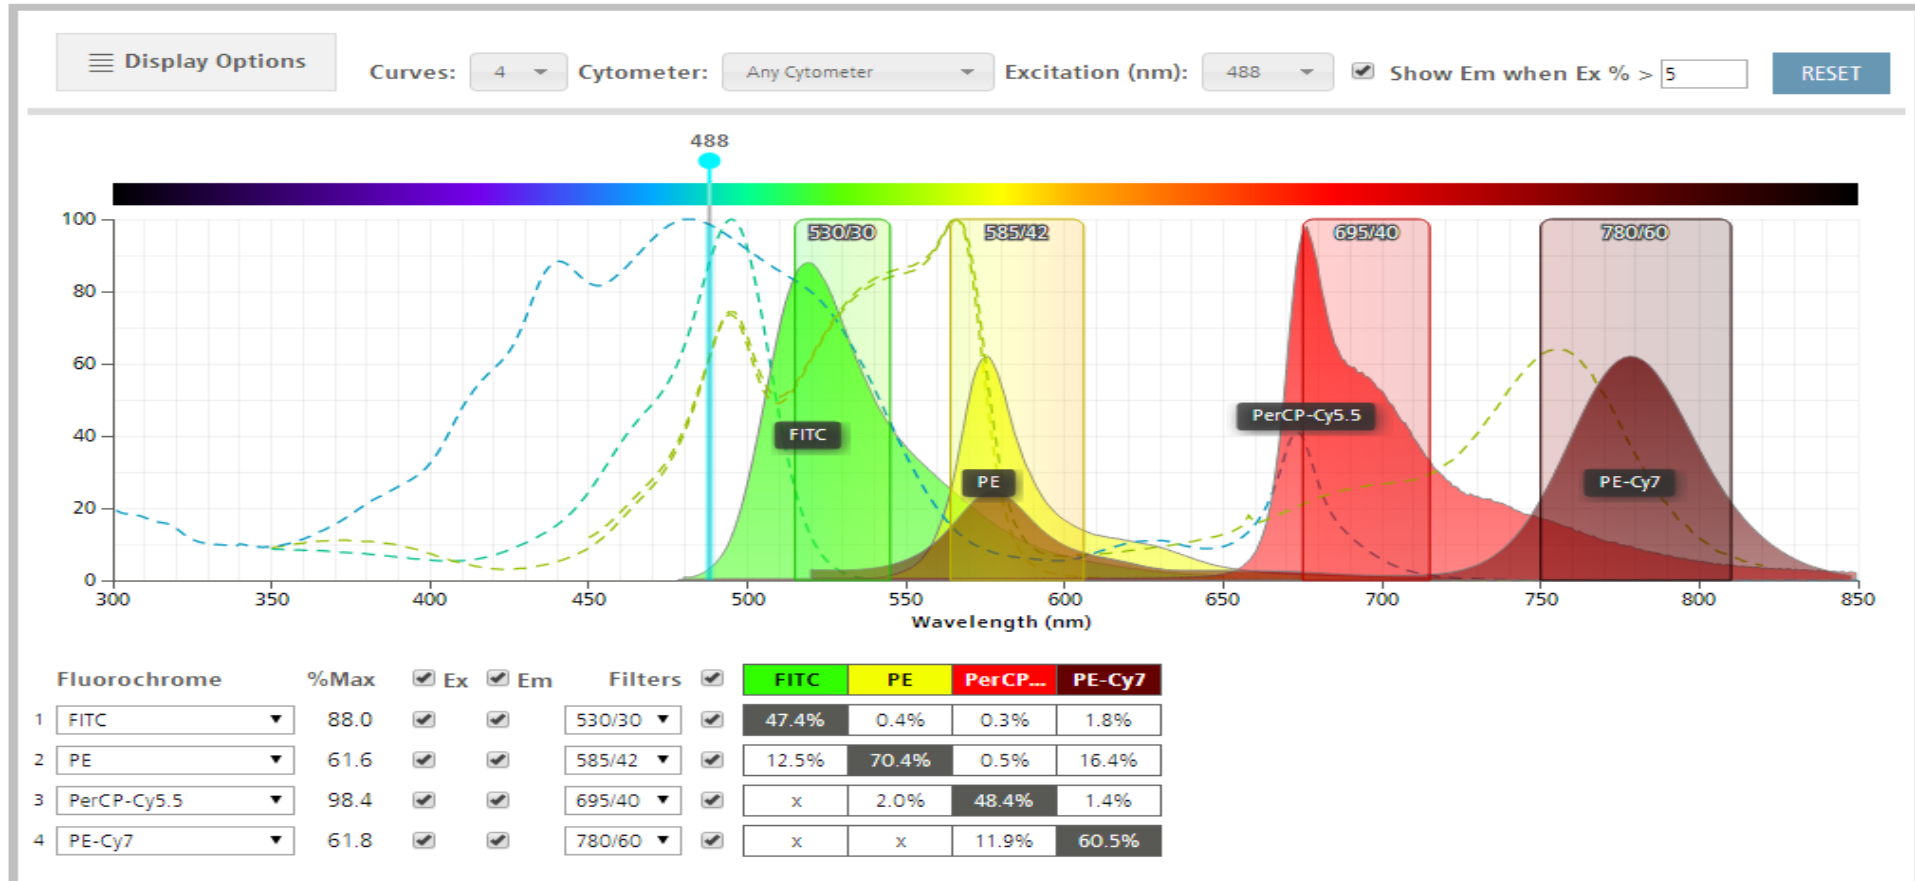 Display Options
Curves: 4 Cytometer: Any Cytometer Excitation (nm): 488 Show Em when Ex % > 5 RESET
488
530/30 585/42 695/40 780/60
100
80
60
40
20
0
PerCP-Cy5.5
FITC
PE PE-Cy7
300 350 400 450 500 550 600 650 700 750 800 850
Wavelength (nm)
Fluorochrome %Max Ex Em Filters FITC PE PerCP... PE-Cy7
1 FITC 88.0 530/30 47.4% 0.4% 0.3% 1.8%
2 PE 61.6 585/42 12.5% 70.4% 0.5% 16.4%
3 PerCP-Cy5.5 98.4 695/40 x 2.0% 48.4% 1.4%
4 PE-Cy7 61.8 780/60 x x 11.9% 60.5%